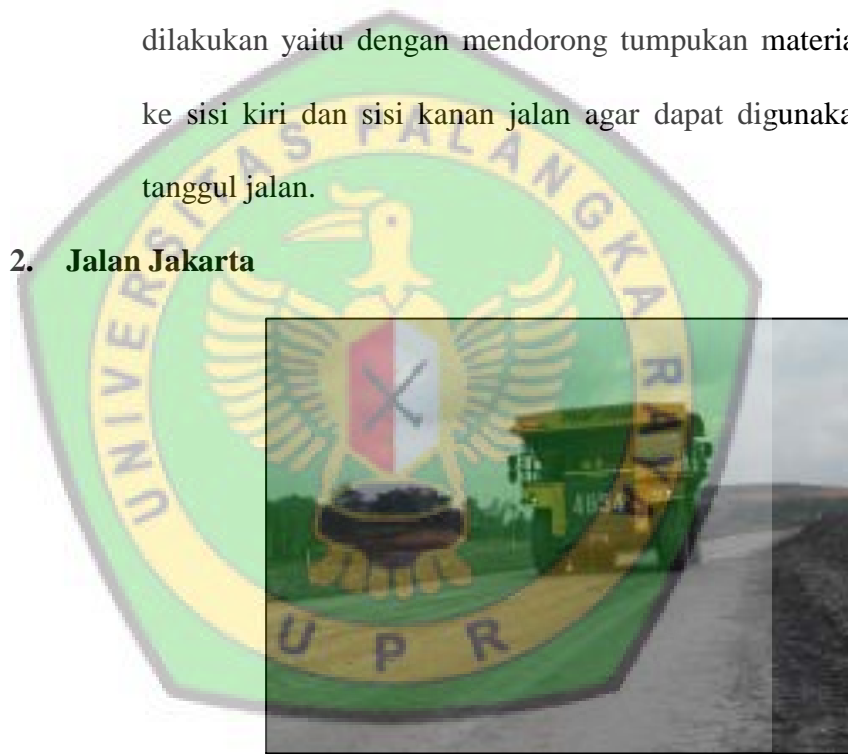 dilakukan yaitu dengan mendorong tumpukan materia
ke sisi kiri dan sisi kanan jalan agar dapat digunaka
tanggul jalan.
2. Jalan Jakarta
UNIVERSITAS PALANGKA RAYA
UPR